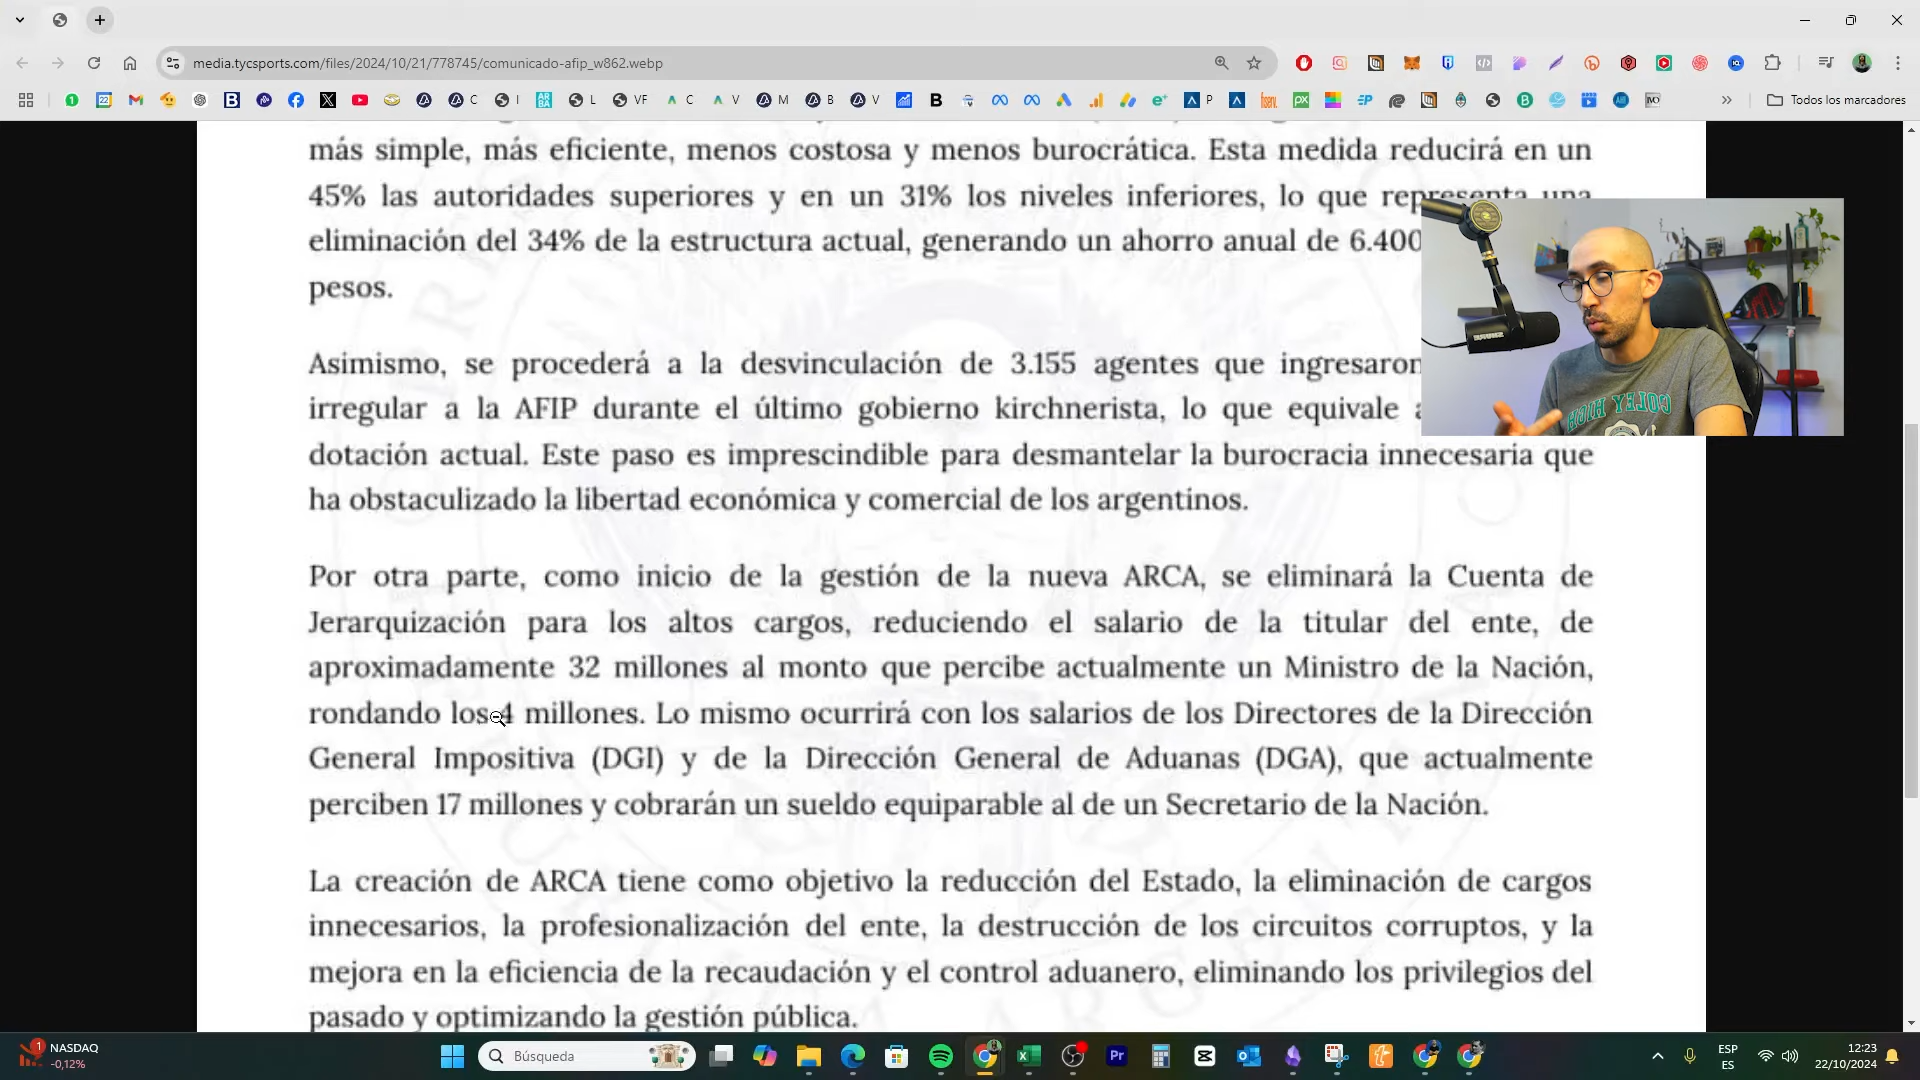 media.tycsports.com/files/2024/10/21/778745/comunicado-afip_w862.webp
C I L VF C V M B V P
Todos los marcadores
más simple, más eficiente, menos costosa y menos burocrática. Esta medida reducirá en un
45% las autoridades superiores y en un 31% los niveles inferiores, lo que representa una
eliminación del 34% de la estructura actual, generando un ahorro anual de 6.400
pesos.
Asimismo, se procederá a la desvinculación de 3.155 agentes que ingresaron
irregular a la AFIP durante el último gobierno kirchnerista, lo que equivale
dotación actual. Este paso es imprescindible para desmantelar la burocracia innecesaria que
ha obstaculizado la libertad económica y comercial de los argentinos.
Por otra parte, como inicio de la gestión de la nueva ARCA, se eliminará la Cuenta de
Jerarquización para los altos cargos, reduciendo el salario de la titular del ente, de
aproximadamente 32 millones al monto que percibe actualmente un Ministro de la Nación,
rondando los 4 millones. Lo mismo ocurrirá con los salarios de los Directores de la Dirección
General Impositiva (DGI) y de la Dirección General de Aduanas (DGA), que actualmente
perciben 17 millones y cobrarán un sueldo equiparable al de un Secretario de la Nación.
La creación de ARCA tiene como objetivo la reducción del Estado, la eliminación de cargos
innecesarios, la profesionalización del ente, la destrucción de los circuitos corruptos, y la
mejora en la eficiencia de la recaudación y el control aduanero, eliminando los privilegios del
pasado y optimizando la gestión pública.
COLEY HIGH
NASDAQ
-0,12%
Búsqueda
ESP
ES
12:23
22/10/2024